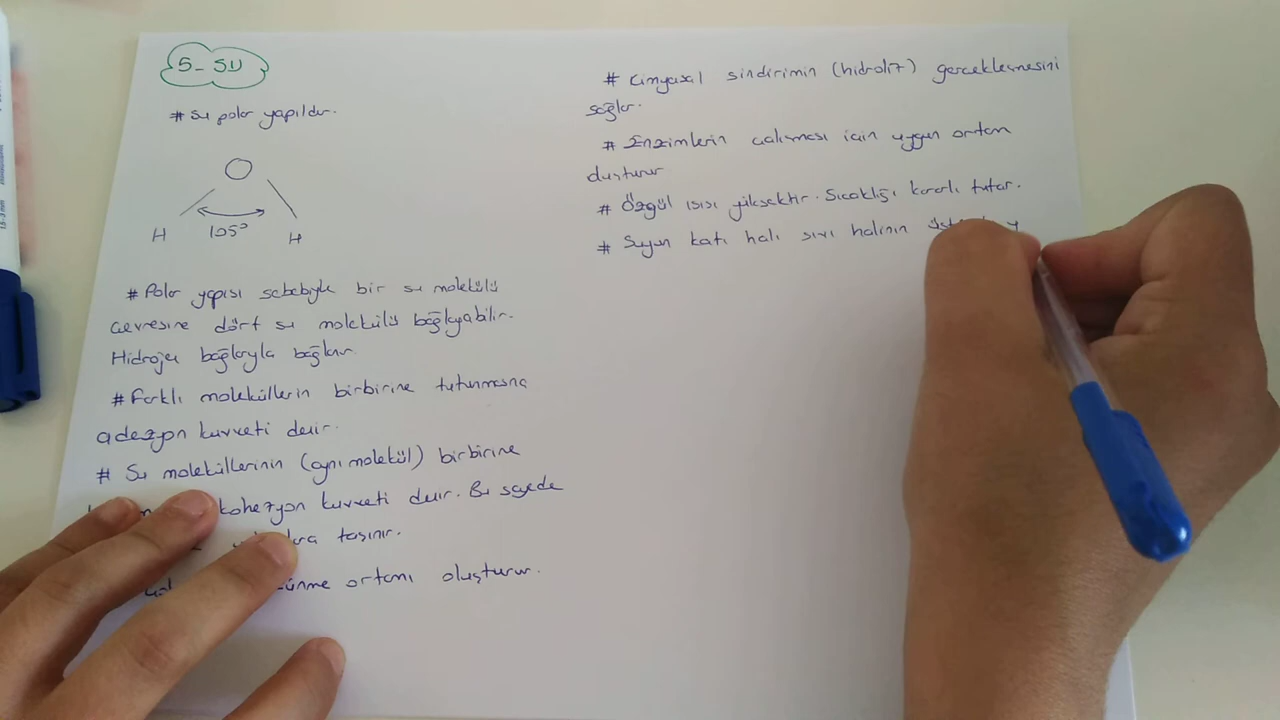 5- SU
# Su polar yapılıdır.
105°
H
H
# Polar yapısı sebebiyle bir su molekülü
çevresine dört su molekülü bağlayabilir.
Hidrojen bağlarıyla bağlanır.
# Farklı moleküllerin birbirine tutunmasına
adezyon kuvveti denir.
# Su moleküllerinin (aynı molekül) birbirine
kohezyon kuvveti denir. Bu sayede
taşınır.
ortamı oluşturur.
# Kimyasal sindirimin (hidroliz) gerçekleşmesini
sağlar.
# Enzimlerin çalışması için uygun ortam
oluşturur
# Özgül ısısı yüksektir. Sıcaklığı kararlı tutar.
# Suyun katı hali sıvı halinin